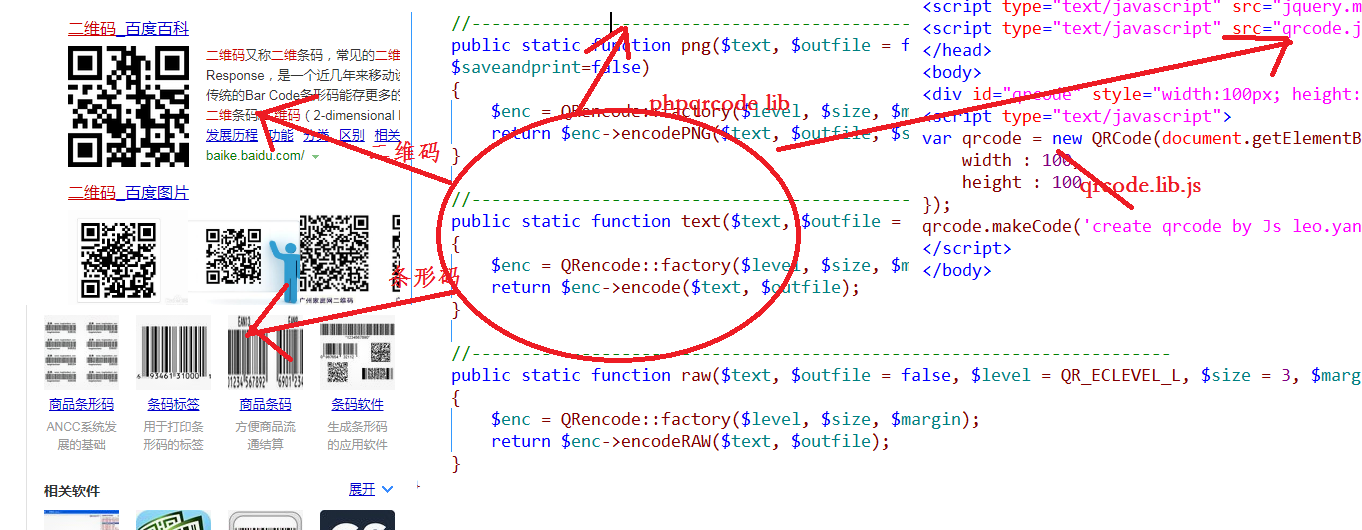 二维码_百度百科
二维码又称二维条码，常见的二维
Response，是一个近几年来移动设
传统的Bar Code条形码能存更多的
二维条码/二维码（2-dimensional
发展历程 功能 分类 区别 相关
baike.baidu.com/
二维码_百度图片
广州家庭网二维码
商品条形码
条码标签
商品条码
条码软件
ANCC系统发
展的基础
用于打印条
形码的标签
方便商品流
通结算
生成条形码
的应用软件
相关软件
展开
二维码
条形码
//------------------------------------------------
public static function png($text, $outfile = f
$saveandprint=false)
{
$enc = QRencode::factory($level, $size, $m
return $enc->encodePNG($text, $outfile, $s
}
phpqrcode lib
//------------------------------------------------
public static function text($text, $outfile =
{
$enc = QRencode::factory($level, $size, $m
return $enc->encode($text, $outfile);
}
//----------------------------------------------------------------------
public static function raw($text, $outfile = false, $level = QR_ECLEVEL_L, $size = 3, $marg
{
$enc = QRencode::factory($level, $size, $margin);
return $enc->encodeRAW($text, $outfile);
}
<script type="text/javascript" src="jquery.m
<script type="text/javascript" src="qrcode.j
</head>
<body>
<div id="qrcode" style="width:100px; height:
<script type="text/javascript">
var qrcode = new QRCode(document.getElementB
width : 100,
height : 100
});
qrcode.makeCode('create qrcode by Js leo.yan
</script>
</body>
qrcode.lib.js